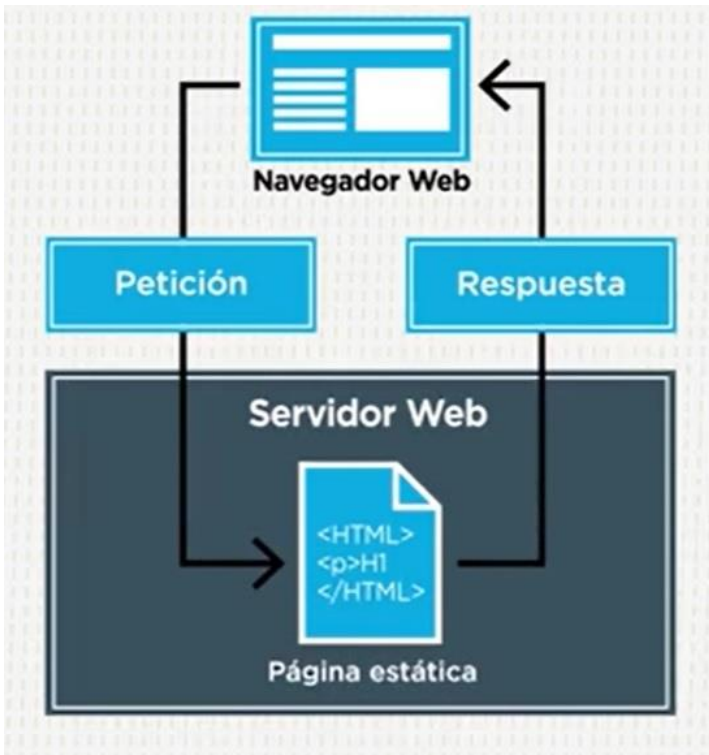 Navegador Web
Petición
Respuesta
Servidor Web
<HTML>
<p>H1
</HTML>
Página estática